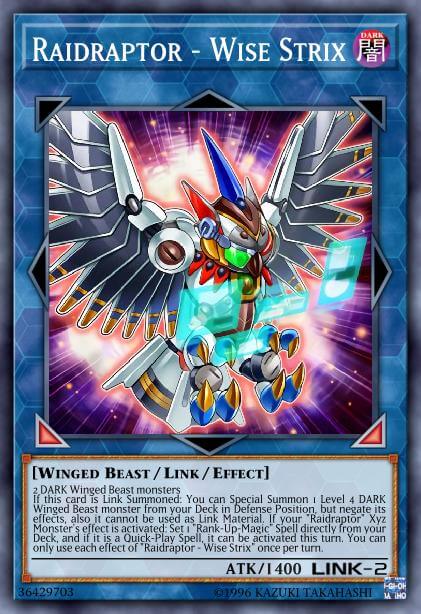 RAIDRAPTOR - WISE STRIX
DARK
闇
[WINGED BEAST / LINK / EFFECT]
2 DARK Winged Beast monsters
If this card is Link Summoned: You can Special Summon 1 Level 4 DARK
Winged Beast monster from your Deck in Defense Position, but negate its
effects, also it cannot be used as Link Material. If your "Raidraptor" Xyz
Monster's effect is activated: Set 1 "Rank-Up-Magic" Spell directly from your
Deck, and if it is a Quick-Play Spell, it can be activated this turn. You can
only use each effect of "Raidraptor - Wise Strix" once per turn.
ATK/1400 LINK-2
36429703 ©1996 KAZUKI TAKAHASHI